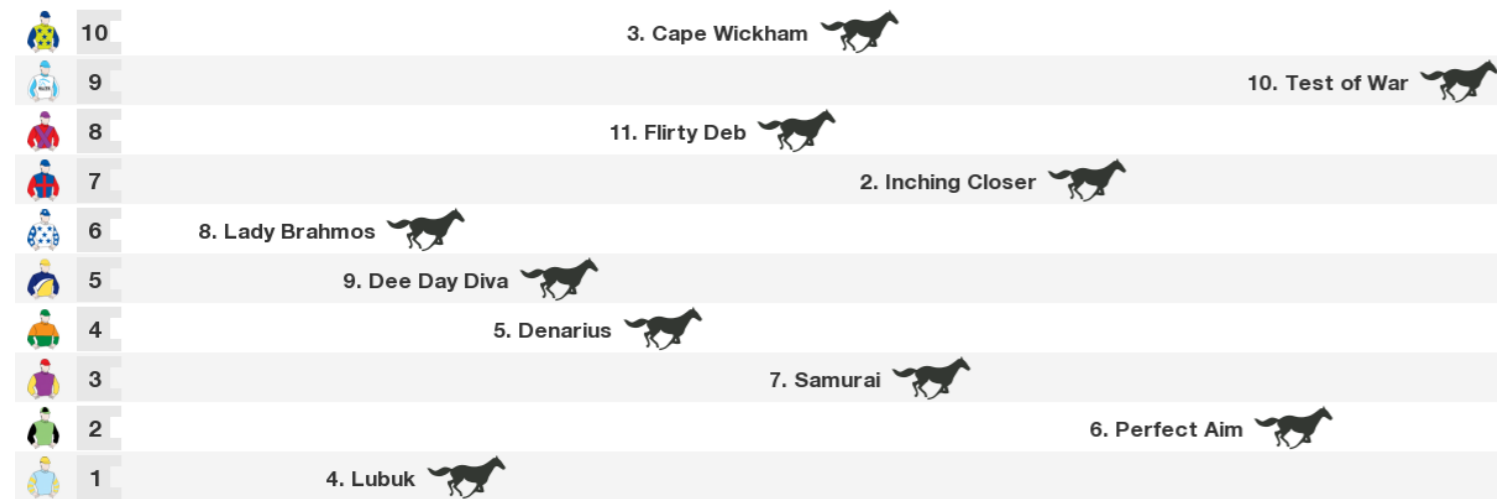 10 3. Cape Wickham
9 10. Test of War
8 11. Flirty Deb
7 2. Inching Closer
6 8. Lady Brahmos
5 9. Dee Day Diva
4 5. Denarius
3 7. Samurai
2 6. Perfect Aim
1 4. Lubuk